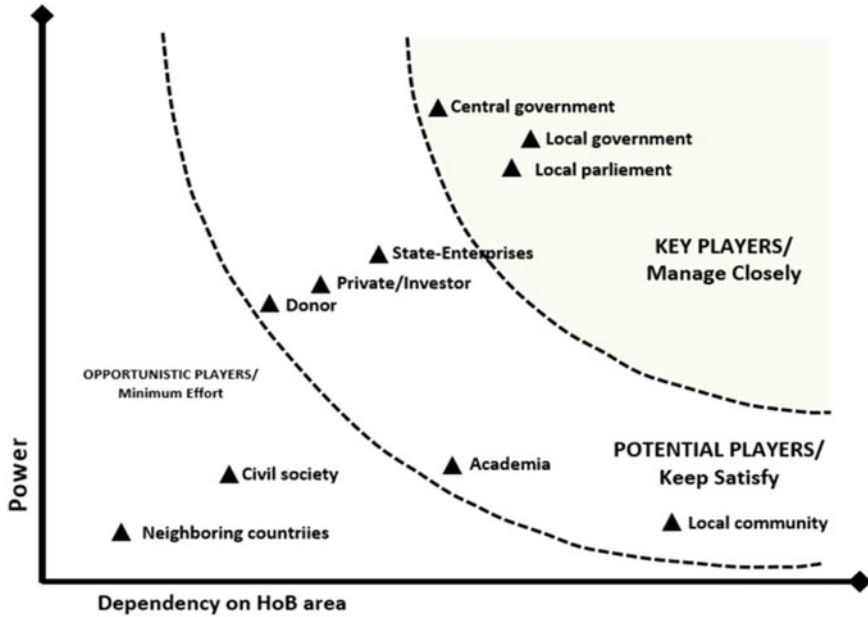 Central government
Local government
Local parliement
KEY PLAYERS/
Manage Closely
State-Enterprises
Private/Investor
Donor
OPPORTUNISTIC PLAYERS/
Minimum Effort
POTENTIAL PLAYERS/
Keep Satisfy
Academia
Civil society
Local community
Neighboring countriies
Power
Dependency on HoB area